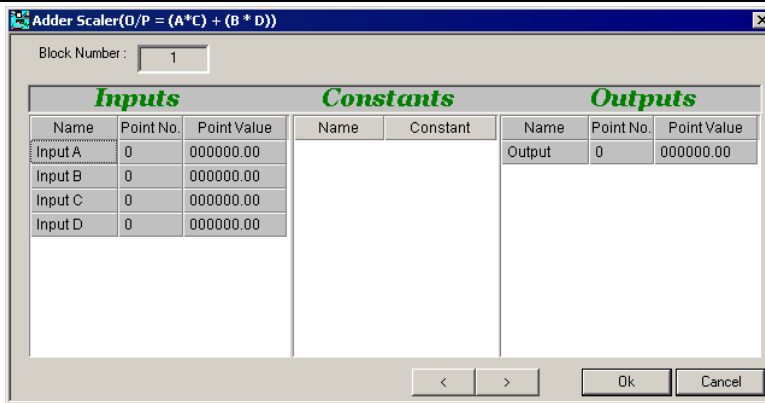 Adder Scaler(O/P = (A*C) + (B * D))
Block Number : 1
Inputs Constants Outputs
Name Point No. Point Value Name Constant Name Point No. Point Value
Input A 0 000000.00 Output 0 000000.00
Input B 0 000000.00
Input C 0 000000.00
Input D 0 000000.00
< > Ok Cancel